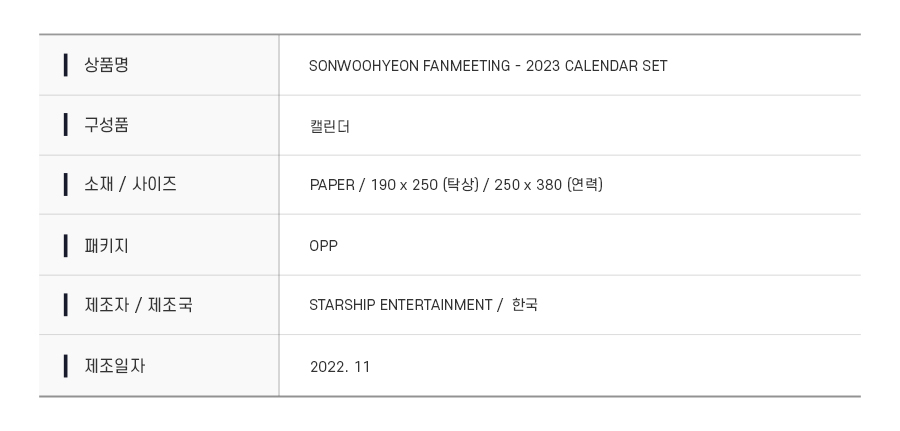 상품명 SONWOOHYEON FANMEETING - 2023 CALENDAR SET
구성품 캘린더
소재 / 사이즈 PAPER / 190 x 250 (탁상) / 250 x 380 (연력)
패키지 OPP
제조자 / 제조국 STARSHIP ENTERTAINMENT / 한국
제조일자 2022. 11